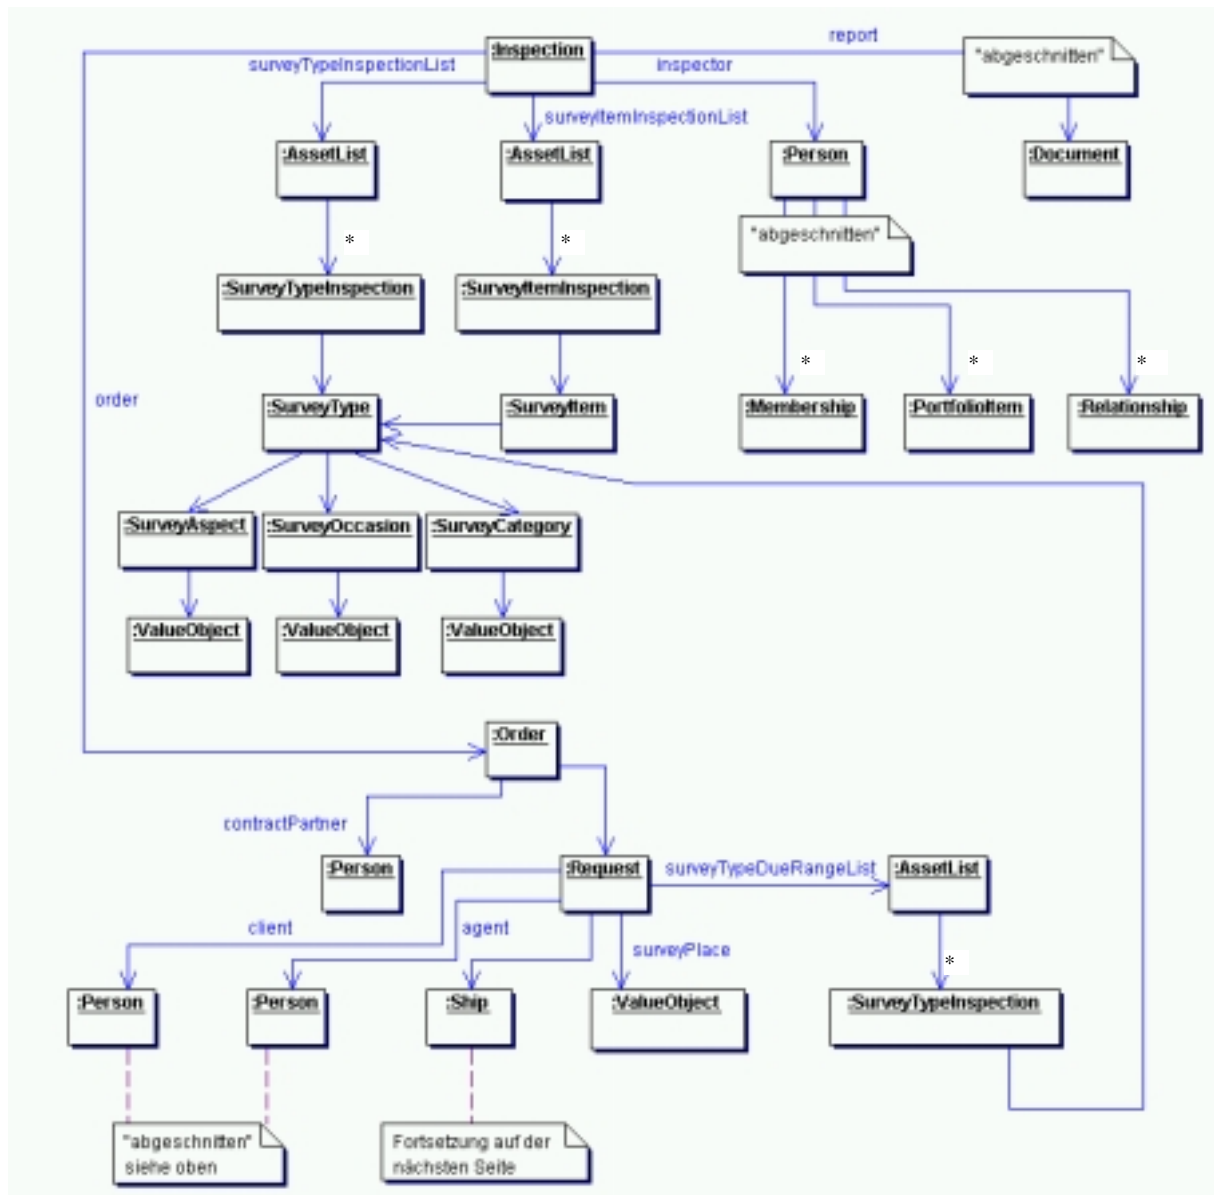 report
:Inspection
"abgeschnitten"
surveyTypeInspectionList
inspector
surveyItemInspectionList
:AssetList
:AssetList
:Person
:Document
"abgeschnitten"
*
*
:SurveyTypeInspection
:SurveyItemInspection
*
*
*
order
:SurveyType
:SurveyItem
:Membership
:PortfolioItem
:Relationship
:SurveyAspect
:SurveyOccasion
:SurveyCategory
:ValueObject
:ValueObject
:ValueObject
:Order
contractPartner
:Person
:Request
surveyTypeDueRangeList
:AssetList
client
agent
surveyPlace
*
:Person
:Person
:Ship
:ValueObject
:SurveyTypeInspection
"abgeschnitten"
siehe oben
Fortsetzung auf der
nächsten Seite